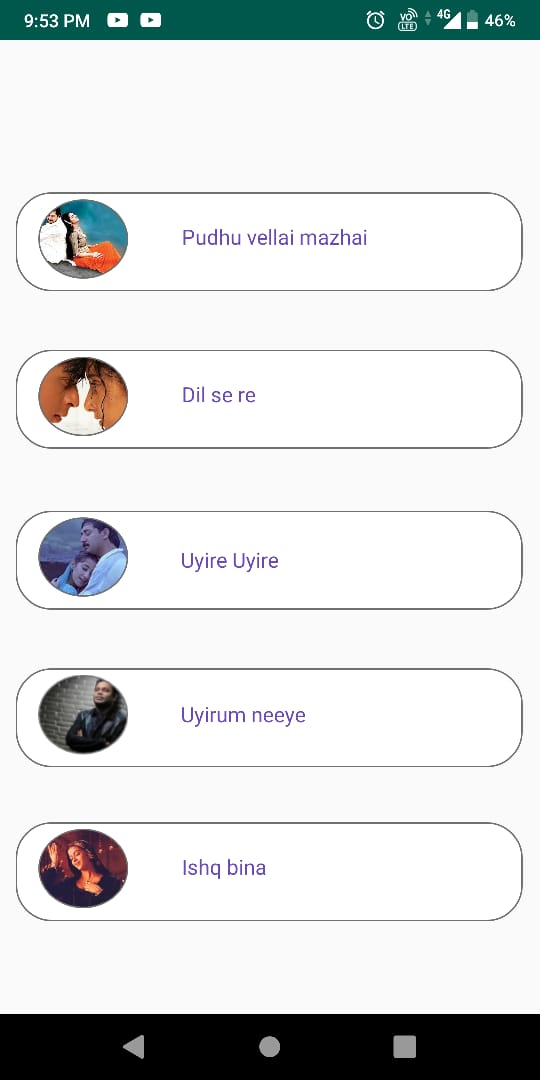 9:53 PM
VO LTE
4G
46%
Pudhu vellai mazhai
Dil se re
Uyire Uyire
Uyirum neeye
Ishq bina